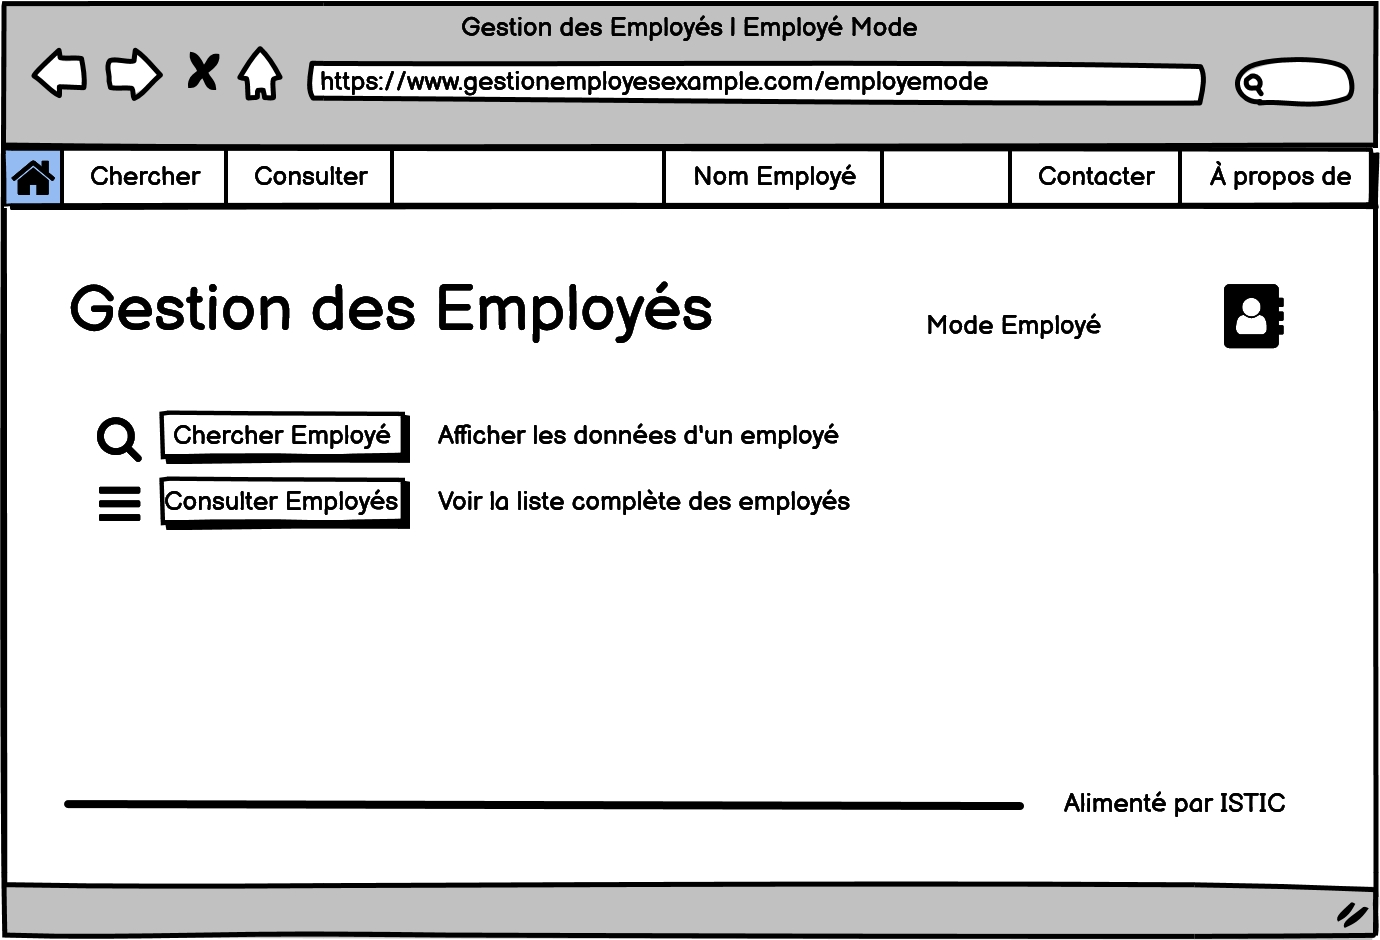 Gestion des Employés | Employé Mode
https://www.gestionemployesexample.com/employemode
Chercher Consulter Nom Employé Contacter À propos de
Gestion des Employés
Mode Employé
Chercher Employé Afficher les données d'un employé
Consulter Employés Voir la liste complète des employés
Alimenté par ISTIC